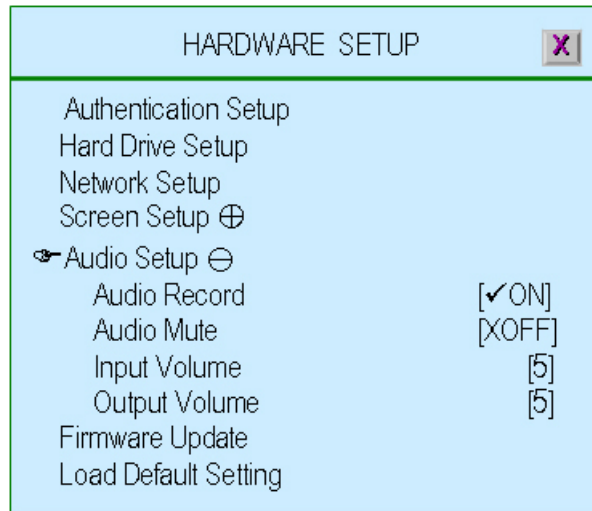 HARDWARE SETUP X
Authentication Setup
Hard Drive Setup
Network Setup
Screen Setup ⊕
☞ Audio Setup ⊖
Audio Record [✔ON]
Audio Mute [XOFF]
Input Volume [5]
Output Volume [5]
Firmware Update
Load Default Setting